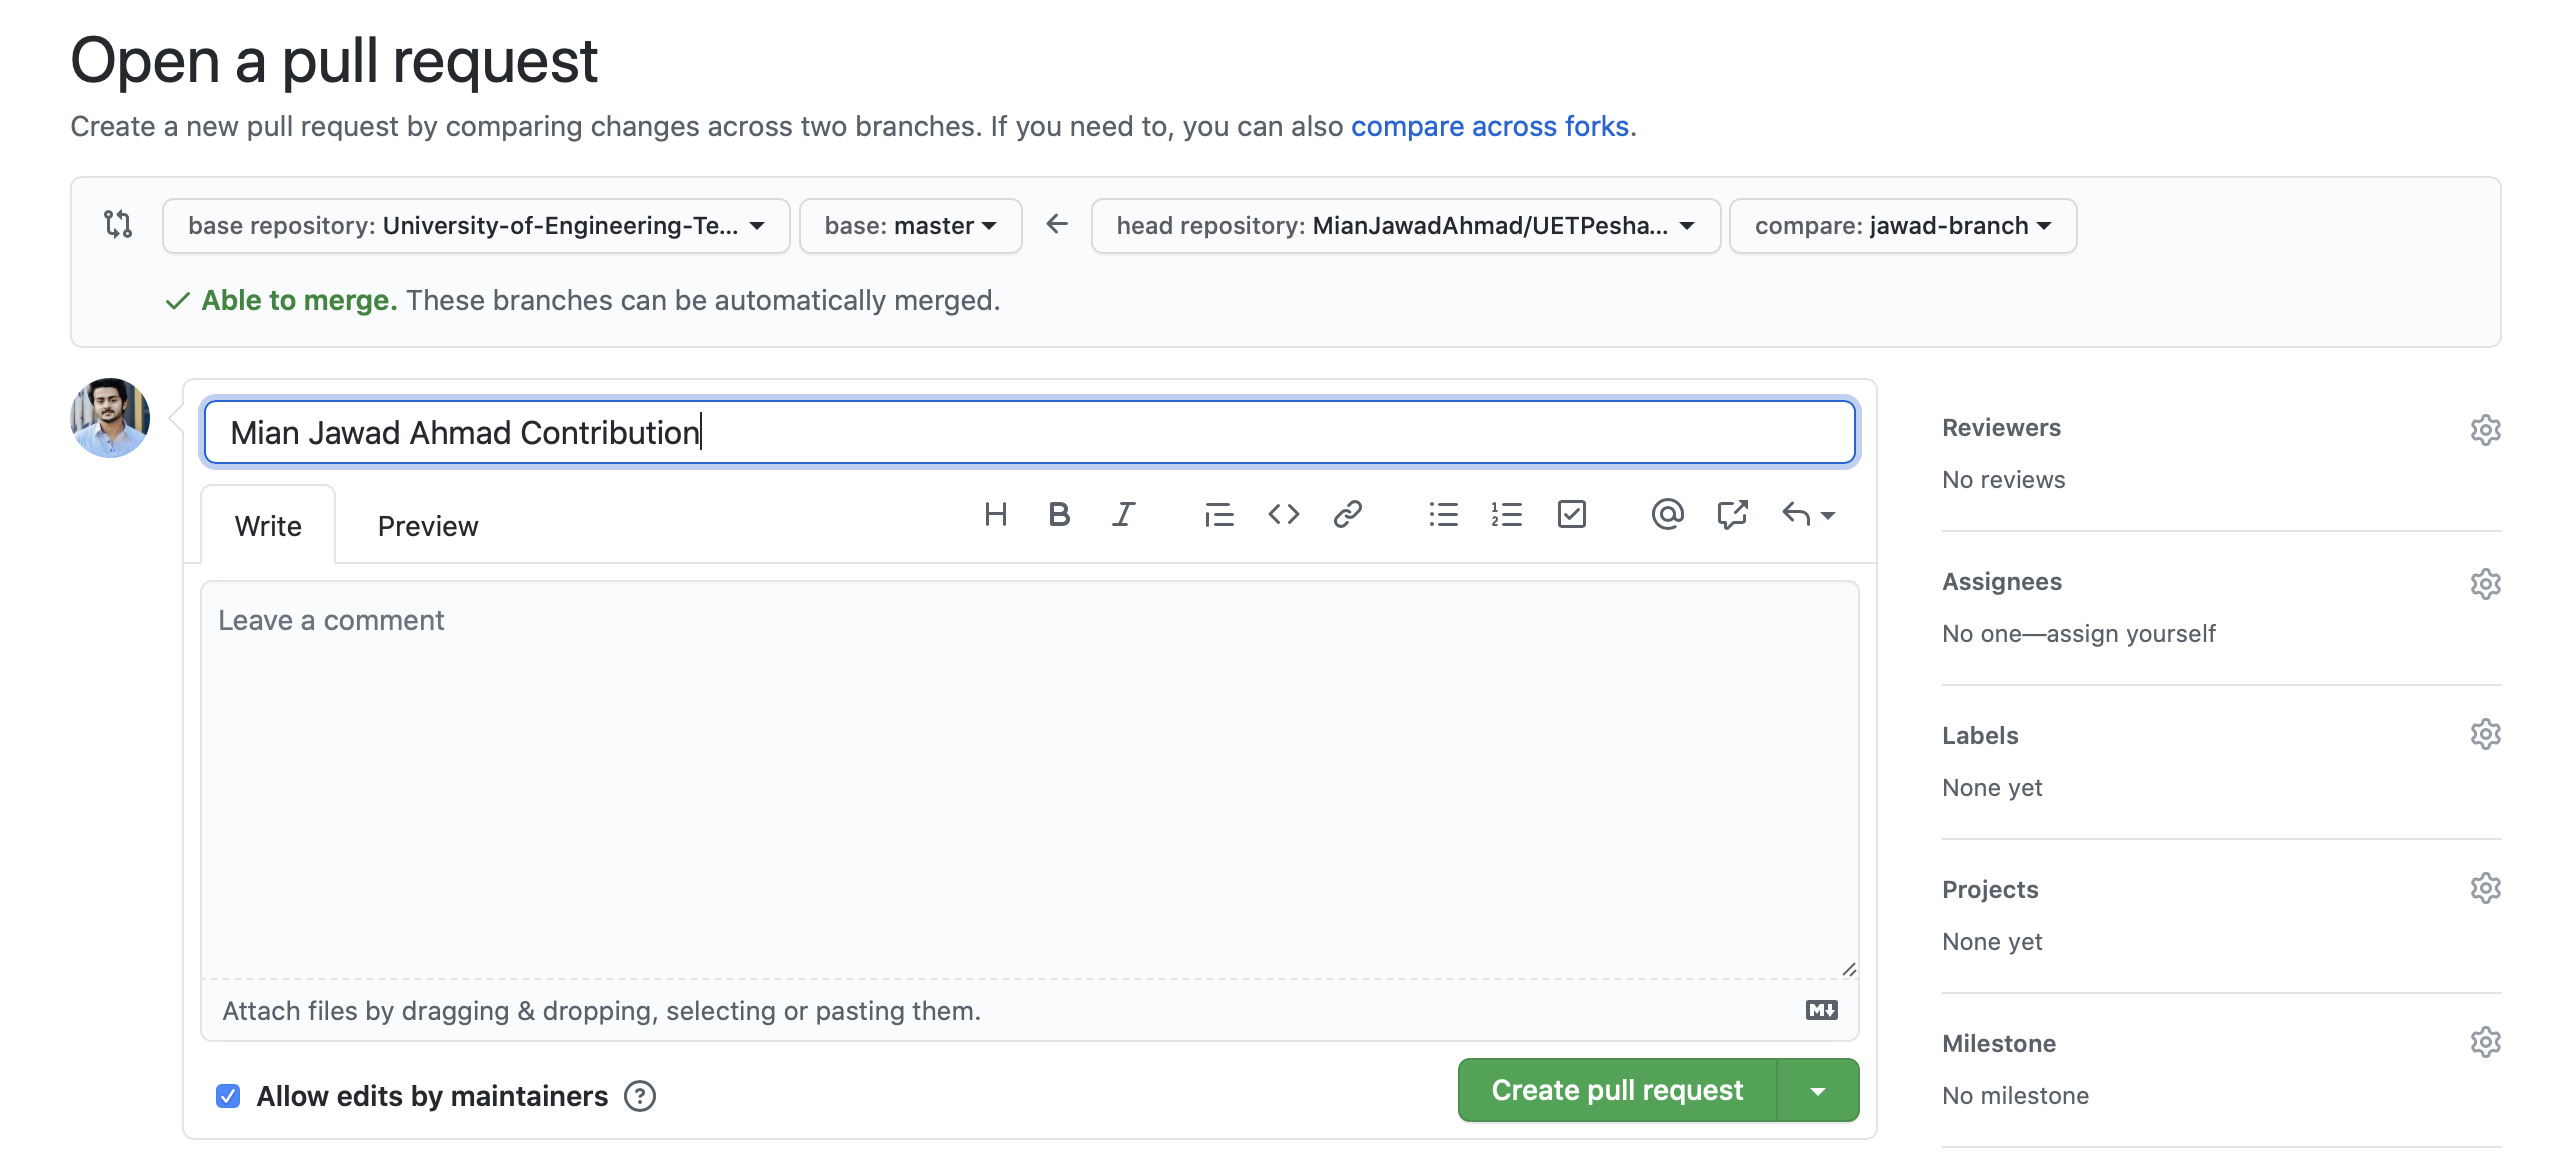 Open a pull request
Create a new pull request by comparing changes across two branches. If you need to, you can also compare across forks.
base repository: University-of-Engineering-Te... base: master head repository: MianJawadAhmad/UETPesha... compare: jawad-branch
Able to merge. These branches can be automatically merged.
Mian Jawad Ahmad Contribution
Write Preview
Leave a comment
Attach files by dragging & dropping, selecting or pasting them.
Allow edits by maintainers
Create pull request
Reviewers
No reviews
Assignees
No one—assign yourself
Labels
None yet
Projects
None yet
Milestone
No milestone